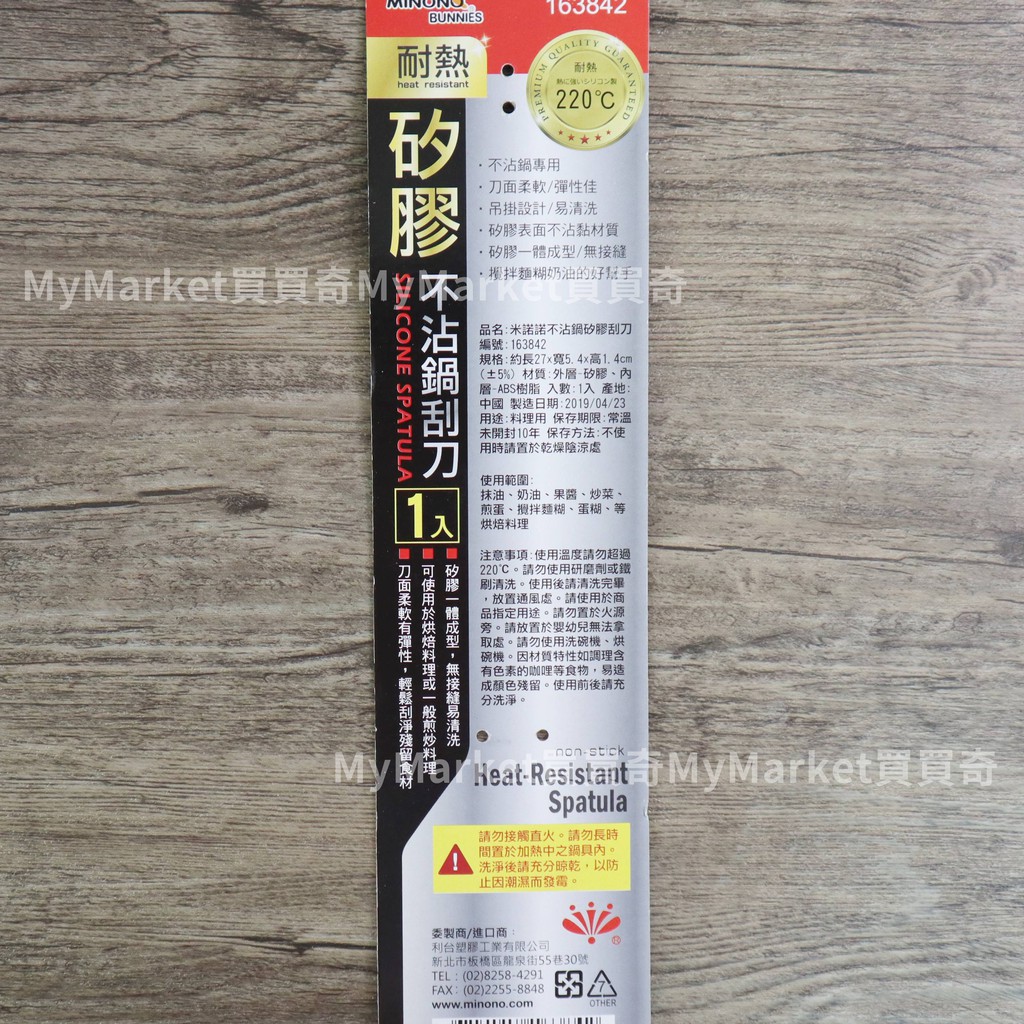 MINONO
BUNNIES
®
163842
耐熱
heat resistant
PREMIUM QUALITY GUARANTEED
耐熱
熱に強いシリコン製
220℃
矽膠
不沾鍋刮刀
SINCONE SPATULA
1入
■矽膠一體成型，無接縫易清洗
■可使用於烘焙料理或一般煎炒料理
■刀面柔軟有彈性，輕鬆刮淨殘留食材
·不沾鍋專用
·刀面柔軟/彈性佳
·吊掛設計/易清洗
·矽膠表面不沾黏材質
·矽膠一體成型/無接縫
·攪拌麵糊奶油的好幫手
MyMarket買買奇MyMarket買買奇
品名:米諾諾不沾鍋矽膠刮刀
編號:163842
規格:約長27x寬5.4x高1.4cm
(±5%) 材質:外層-矽膠、內
層-ABS樹脂 入數:1入 產地:
中國 製造日期:2019/04/23
用途:料理用 保存期限:常溫
未開封10年 保存方法:不使
用時請置於乾燥陰涼處
使用範圍:
抹油、奶油、果醬、炒菜、
煎蛋、攪拌麵糊、蛋糊、等
烘焙料理
注意事項:使用溫度請勿超過
220℃。請勿使用研磨劑或鐵
刷清洗。使用後請清洗完畢
，放置通風處。請使用於商
品指定用途。請勿置於火源
旁。請放置於嬰幼兒無法拿
取處。請勿使用洗碗機、烘
碗機。因材質特性如調理含
有色素的咖哩等食物，易造
成顏色殘留。使用前後請充
分洗淨。
non-stick
Heat-Resistant
Spatula
MyMarket買買奇MyMarket買買奇
請勿接觸直火。請勿長時
間置於加熱中之鍋具內。
洗淨後請充分晾乾，以防
止因潮濕而發霉。
®
委製商/進口商：
利台塑膠工業有限公司
新北市板橋區龍泉街55巷30號
TEL：(02)8258-4291
FAX：(02)2255-8848
www.minono.com
7
OTHER